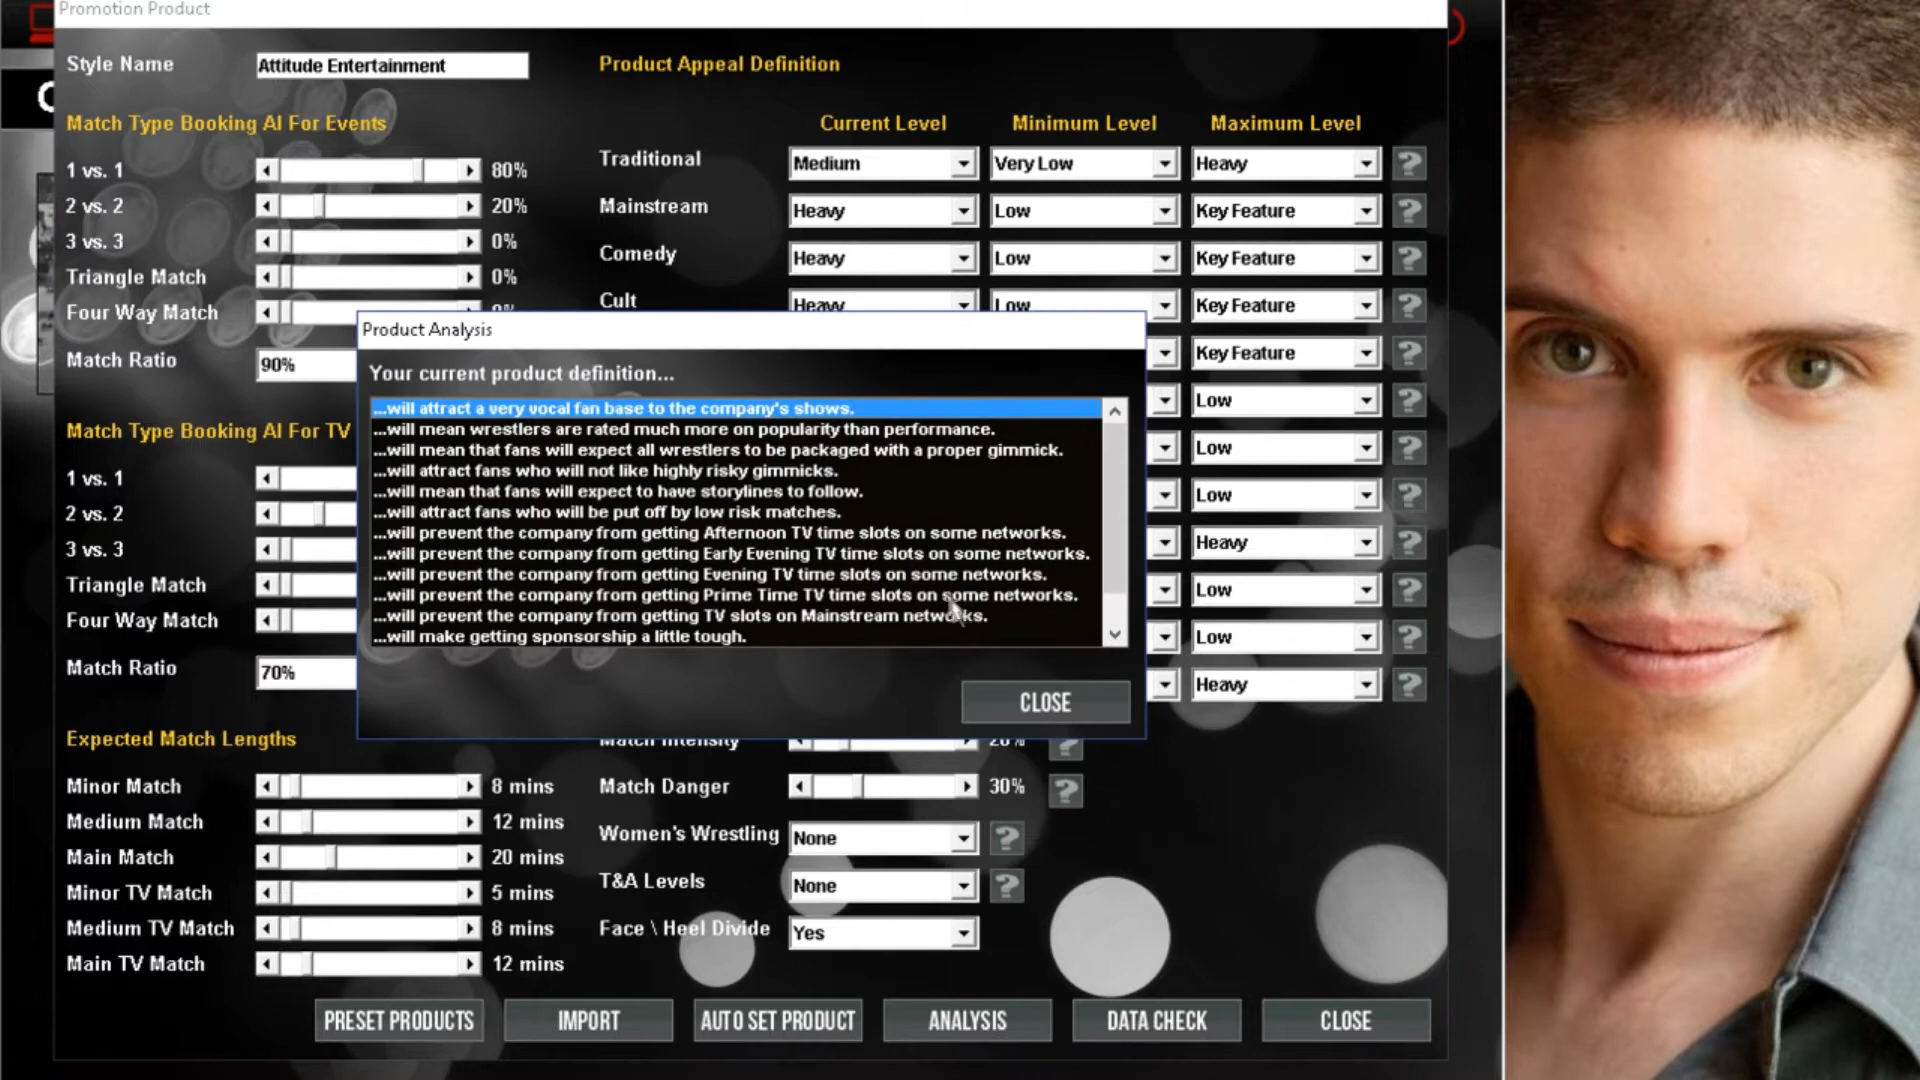 Promotion Product
Style Name
Attitude Entertainment
Product Appeal Definition
Match Type Booking AI For Events
Current Level
Minimum Level
Maximum Level
1 vs. 1
80%
Traditional
Medium
Very Low
Heavy
?
2 vs. 2
20%
Mainstream
Heavy
Low
Key Feature
?
3 vs. 3
0%
Comedy
Heavy
Low
Key Feature
?
Triangle Match
0%
Cult
Heavy
Low
Key Feature
?
Four Way Match
0%
Key Feature
?
Match Ratio
90%
Low
?
Product Analysis
Your current product definition...
...will attract a very vocal fan base to the company's shows.
...will mean wrestlers are rated much more on popularity than performance.
...will mean that fans will expect all wrestlers to be packaged with a proper gimmick.
...will attract fans who will not like highly risky gimmicks.
...will mean that fans will expect to have storylines to follow.
...will attract fans who will be put off by low risk matches.
...will prevent the company from getting Afternoon TV time slots on some networks.
...will prevent the company from getting Early Evening TV time slots on some networks.
...will prevent the company from getting Evening TV time slots on some networks.
...will prevent the company from getting Prime Time TV time slots on some networks.
...will prevent the company from getting TV slots on Mainstream networks.
...will make getting sponsorship a little tough.
CLOSE
Match Type Booking AI For TV
Low
?
1 vs. 1
Low
?
2 vs. 2
Heavy
?
3 vs. 3
Low
?
Triangle Match
Low
?
Four Way Match
Heavy
?
Match Ratio
70%
Expected Match Lengths
Match Intensity
20%
?
Minor Match
8 mins
Match Danger
30%
?
Medium Match
12 mins
Women's Wrestling
None
?
Main Match
20 mins
T&A Levels
None
?
Minor TV Match
5 mins
Face \ Heel Divide
Yes
Medium TV Match
8 mins
Main TV Match
12 mins
PRESET PRODUCTS
IMPORT
AUTO SET PRODUCT
ANALYSIS
DATA CHECK
CLOSE